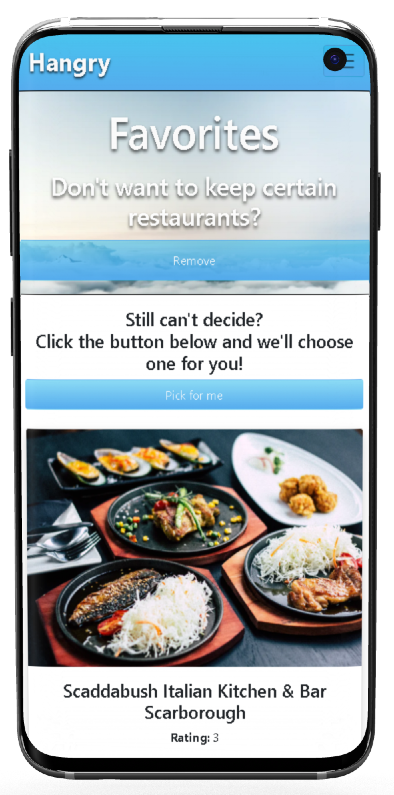 Hangry
Favorites
Don't want to keep certain
restaurants?
Remove
Still can't decide?
Click the button below and we'll choose
one for you!
Pick for me
Scaddabush Italian Kitchen & Bar
Scarborough
Rating: 3